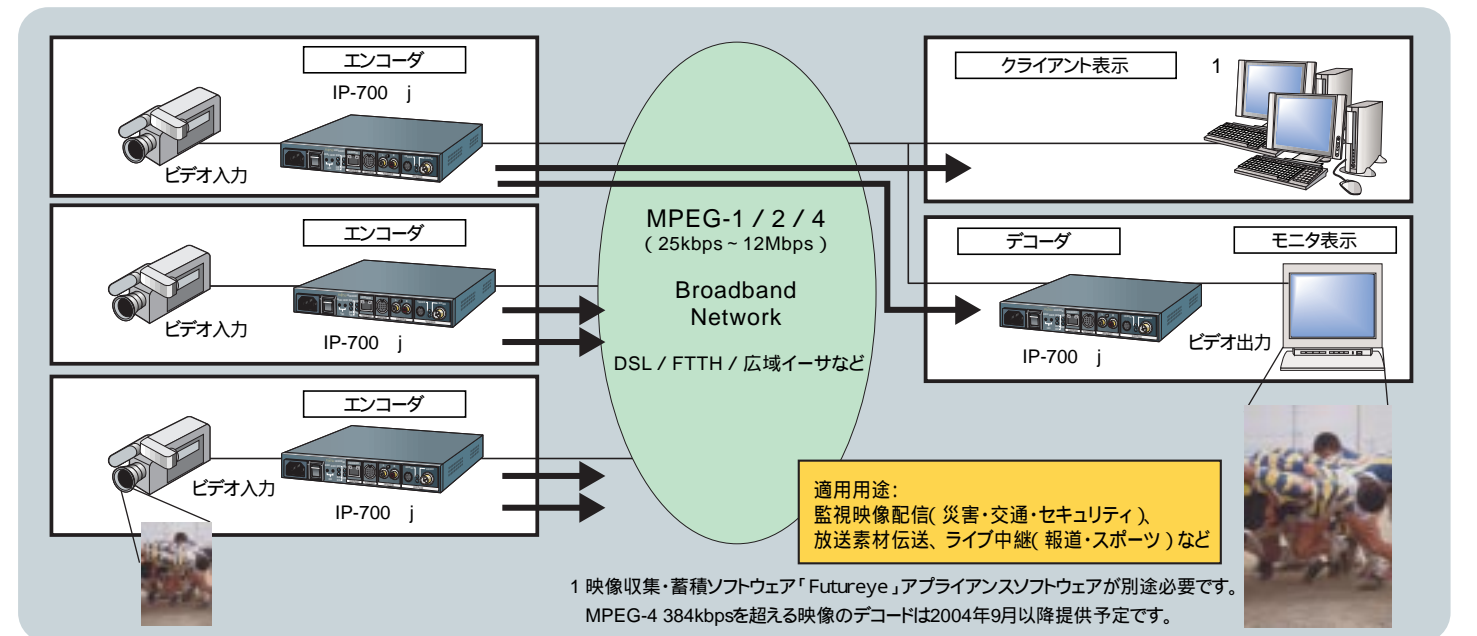 エンコーダ
IP-700 j
ビデオ入力
エンコーダ
ビデオ入力
IP-700 j
エンコーダ
ビデオ入力
IP-700 j
MPEG-1 / 2 / 4
( 25kbps ~ 12Mbps )
Broadband
Network
DSL / FTTH / 広域イーサなど
クライアント表示 1
デコーダ モニタ表示
IP-700 j
ビデオ出力
適用用途:
監視映像配信( 災害・交通・セキュリティ )、
放送素材伝送、ライブ中継( 報道・スポーツ )など
1 映像収集・蓄積ソフトウェア「 Futureye 」アプライアンスソフトウェアが別途必要です。
MPEG-4 384kbpsを超える映像のデコードは2004年9月以降提供予定です。